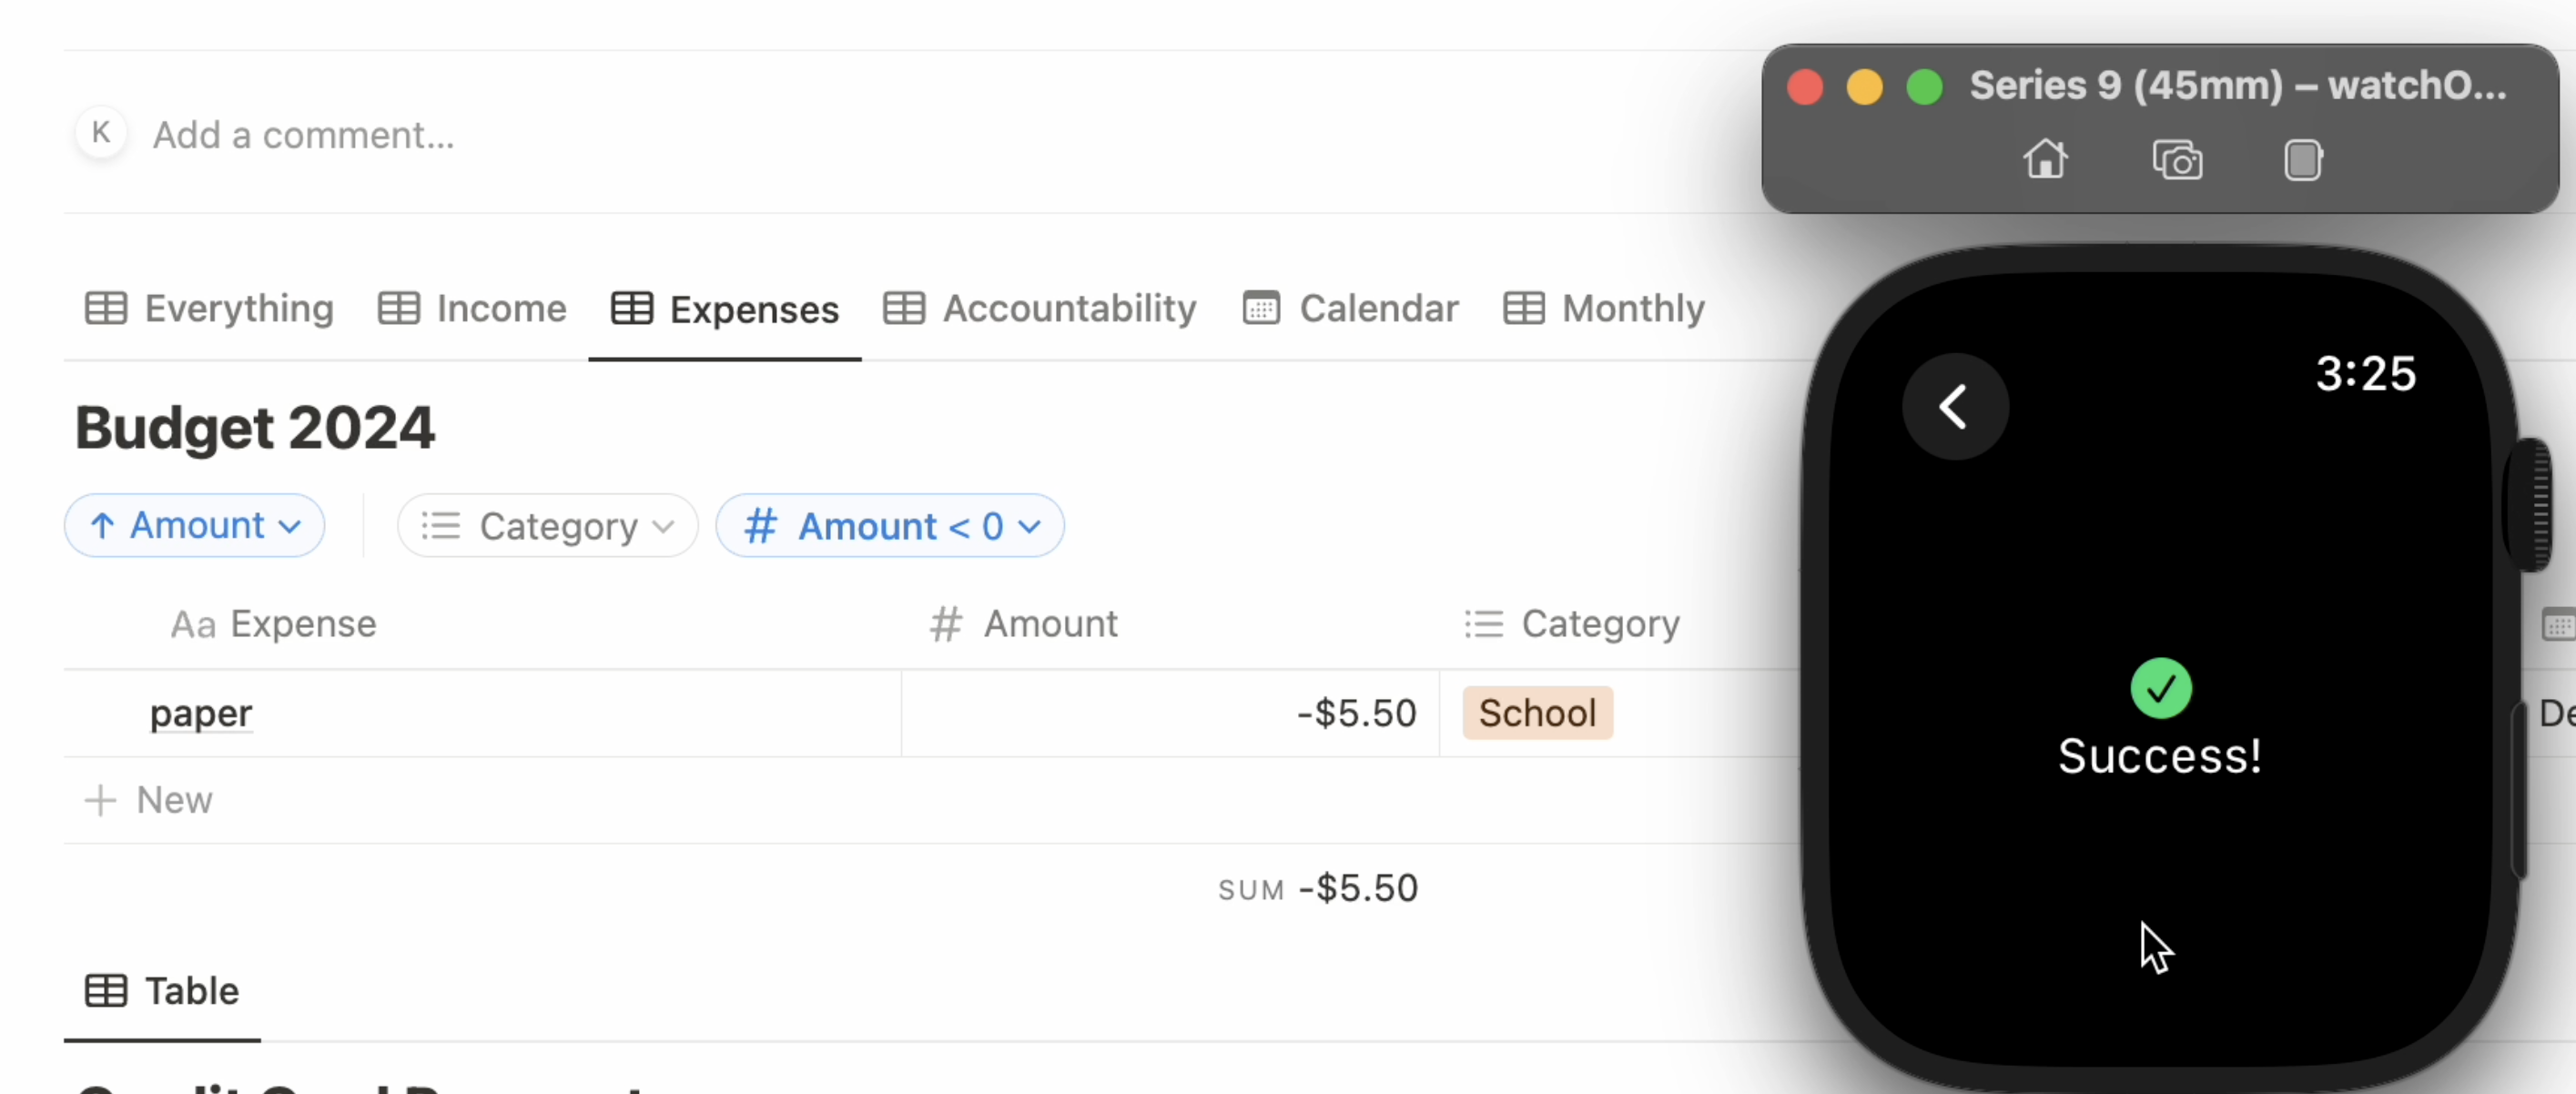 Series 9 (45mm) – watchO...
K Add a comment...
Everything Income Expenses Accountability Calendar Monthly
3:25
Budget 2024
↑ Amount Category # Amount < 0
Aa Expense # Amount Category
paper -$5.50 School De
Success!
+ New
SUM -$5.50
Table